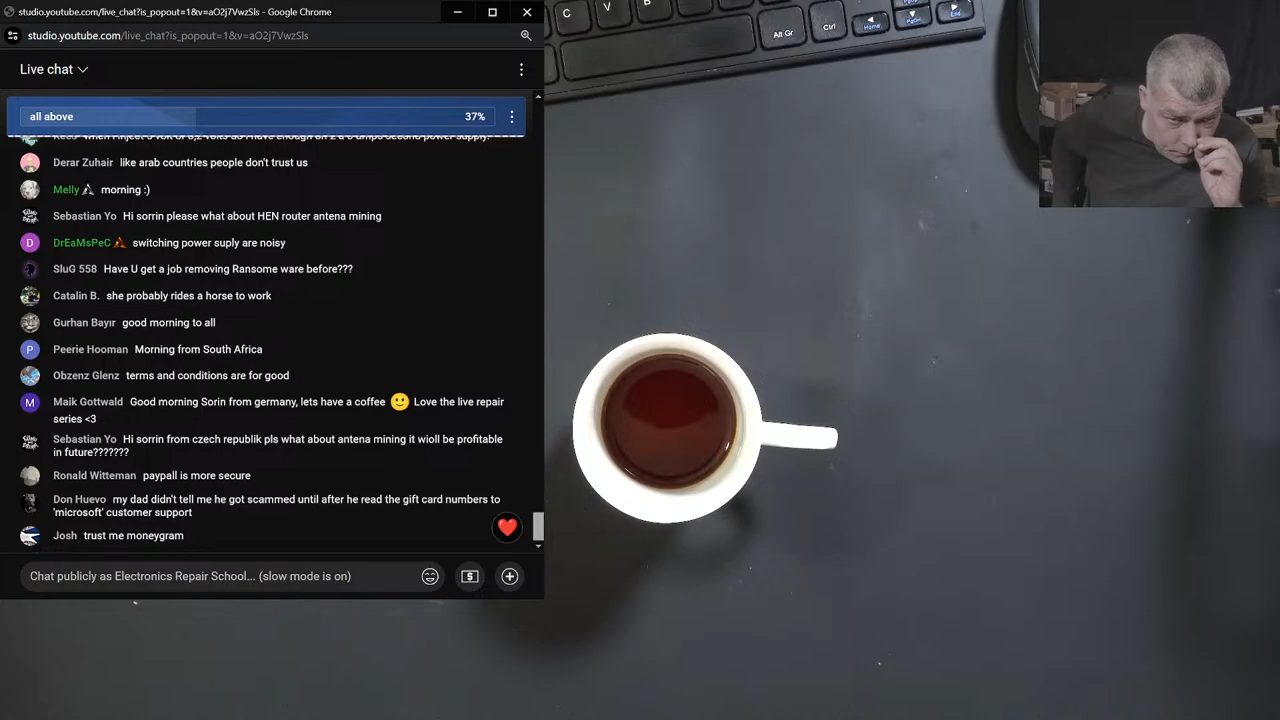 studio.youtube.com/live_chat?is_popout=1&v=aO2j7VwzSls - Google Chrome
studio.youtube.com/live_chat?is_popout=1&v=aO2j7VwzSls
Live chat
all above 37%
Derar Zuhair like arab countries people don't trust us
Melly morning :)
Sebastian Yo Hi sorrin please what about HEN router antena mining
DrEaMsPeC switching power suply are noisy
SluG 558 Have U get a job removing Ransome ware before???
Catalin B. she probably rides a horse to work
Gurhan Bayır good morning to all
P Peerie Hooman Morning from South Africa
Obzenz Glenz terms and conditions are for good
M Maik Gottwald Good morning Sorin from germany, lets have a coffee 🙂 Love the live repair
series <3
Sebastian Yo Hi sorrin from czech republik pls what about antena mining it wioll be profitable
in future???????
Ronald Witteman paypall is more secure
Don Huevo my dad didn't tell me he got scammed until after he read the gift card numbers to
'microsoft' customer support
Josh trust me moneygram
Chat publicly as Electronics Repair School... (slow mode is on)
C V B
Alt Gr Ctrl Home PgDn End